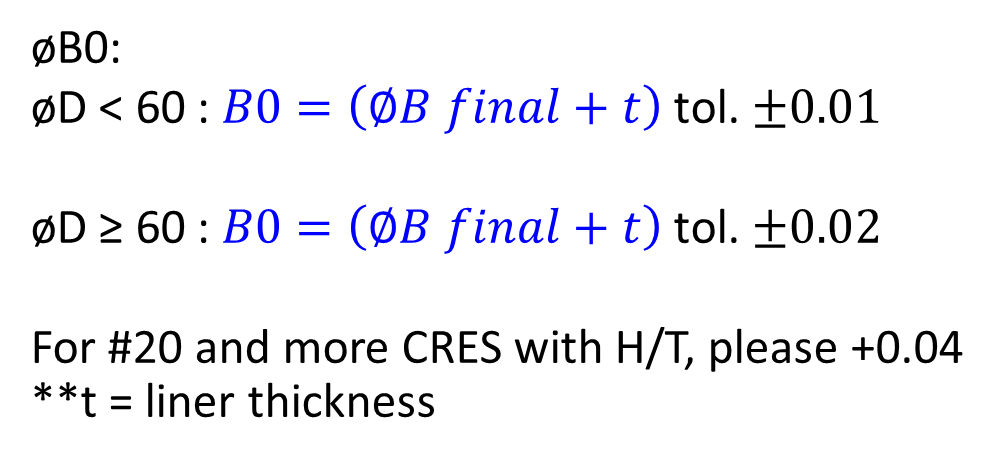 øB0:
øD < 60 : B0 = (∅B final + t) tol. ±0.01
øD ≥ 60 : B0 = (∅B final + t) tol. ±0.02
For #20 and more CRES with H/T, please +0.04
**t = liner thickness